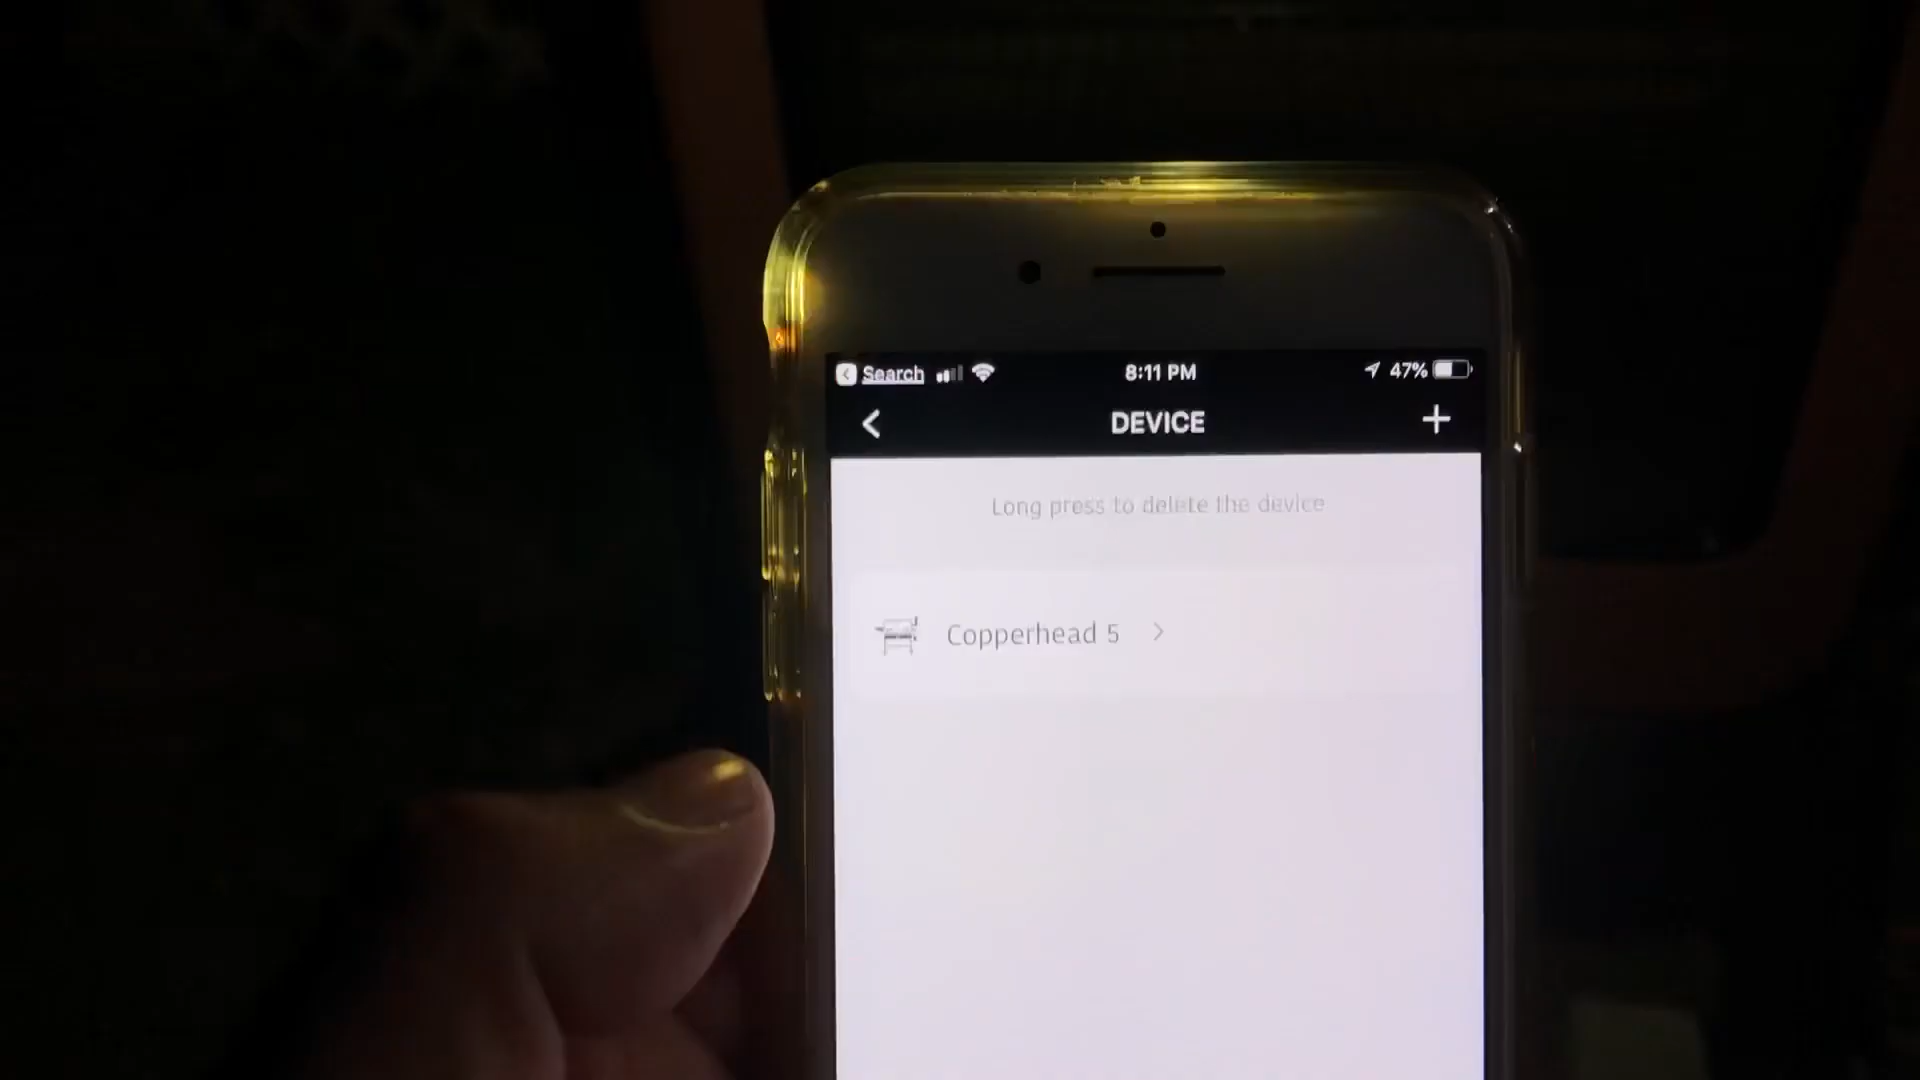 Search 8:11 PM 47%
DEVICE
Long press to delete the device
Copperhead 5